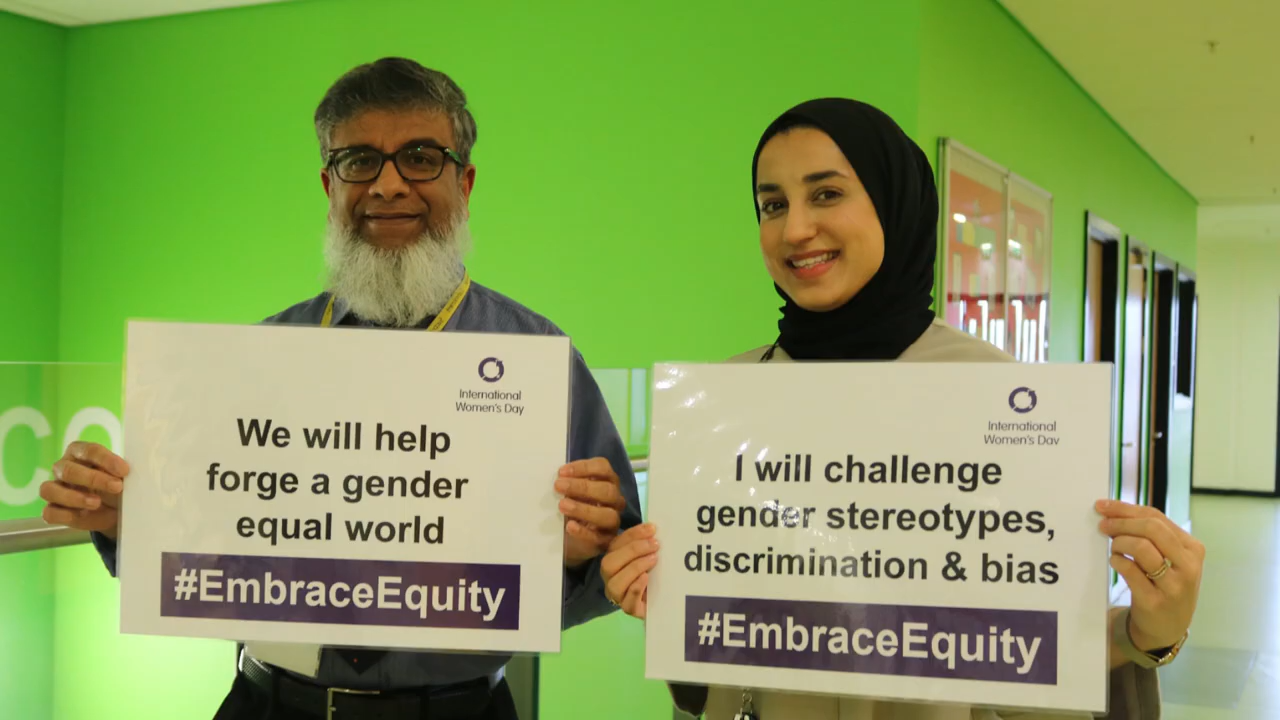 International
Women's Day
We will help
forge a gender
equal world
#EmbraceEquity
International
Women's Day
I will challenge
gender stereotypes,
discrimination & bias
#EmbraceEquity
CO